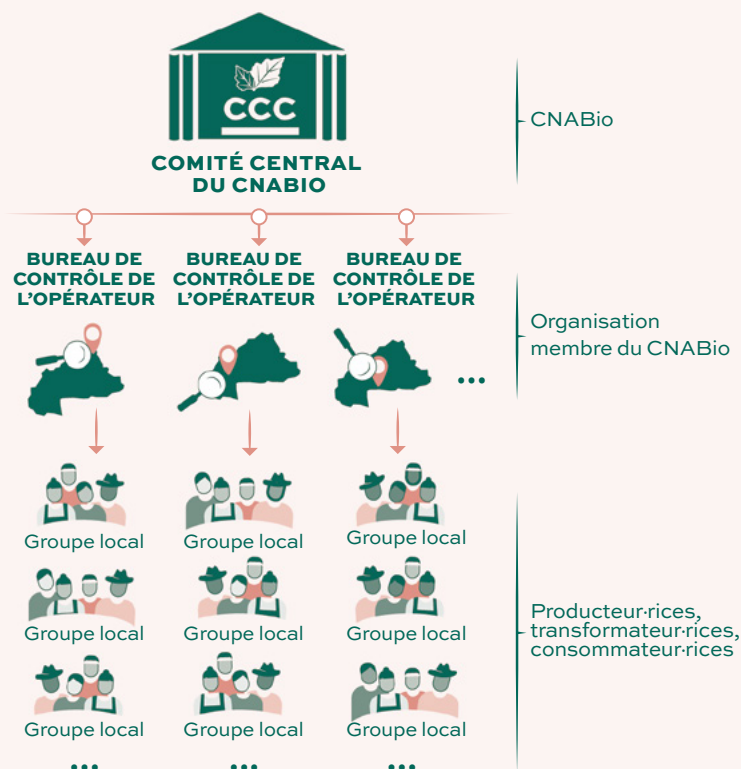 CCC
COMITÉ CENTRAL
DU CNABIO
CNABio
BUREAU DE
CONTRÔLE DE
L’OPÉRATEUR
BUREAU DE
CONTRÔLE DE
L’OPÉRATEUR
BUREAU DE
CONTRÔLE DE
L’OPÉRATEUR
...
Organisation
membre du CNABio
Groupe local
Groupe local
Groupe local
Groupe local
Groupe local
Groupe local
Groupe local
Groupe local
Groupe local
...
...
...
Producteur·rices,
transformateur·rices,
consommateur·rices